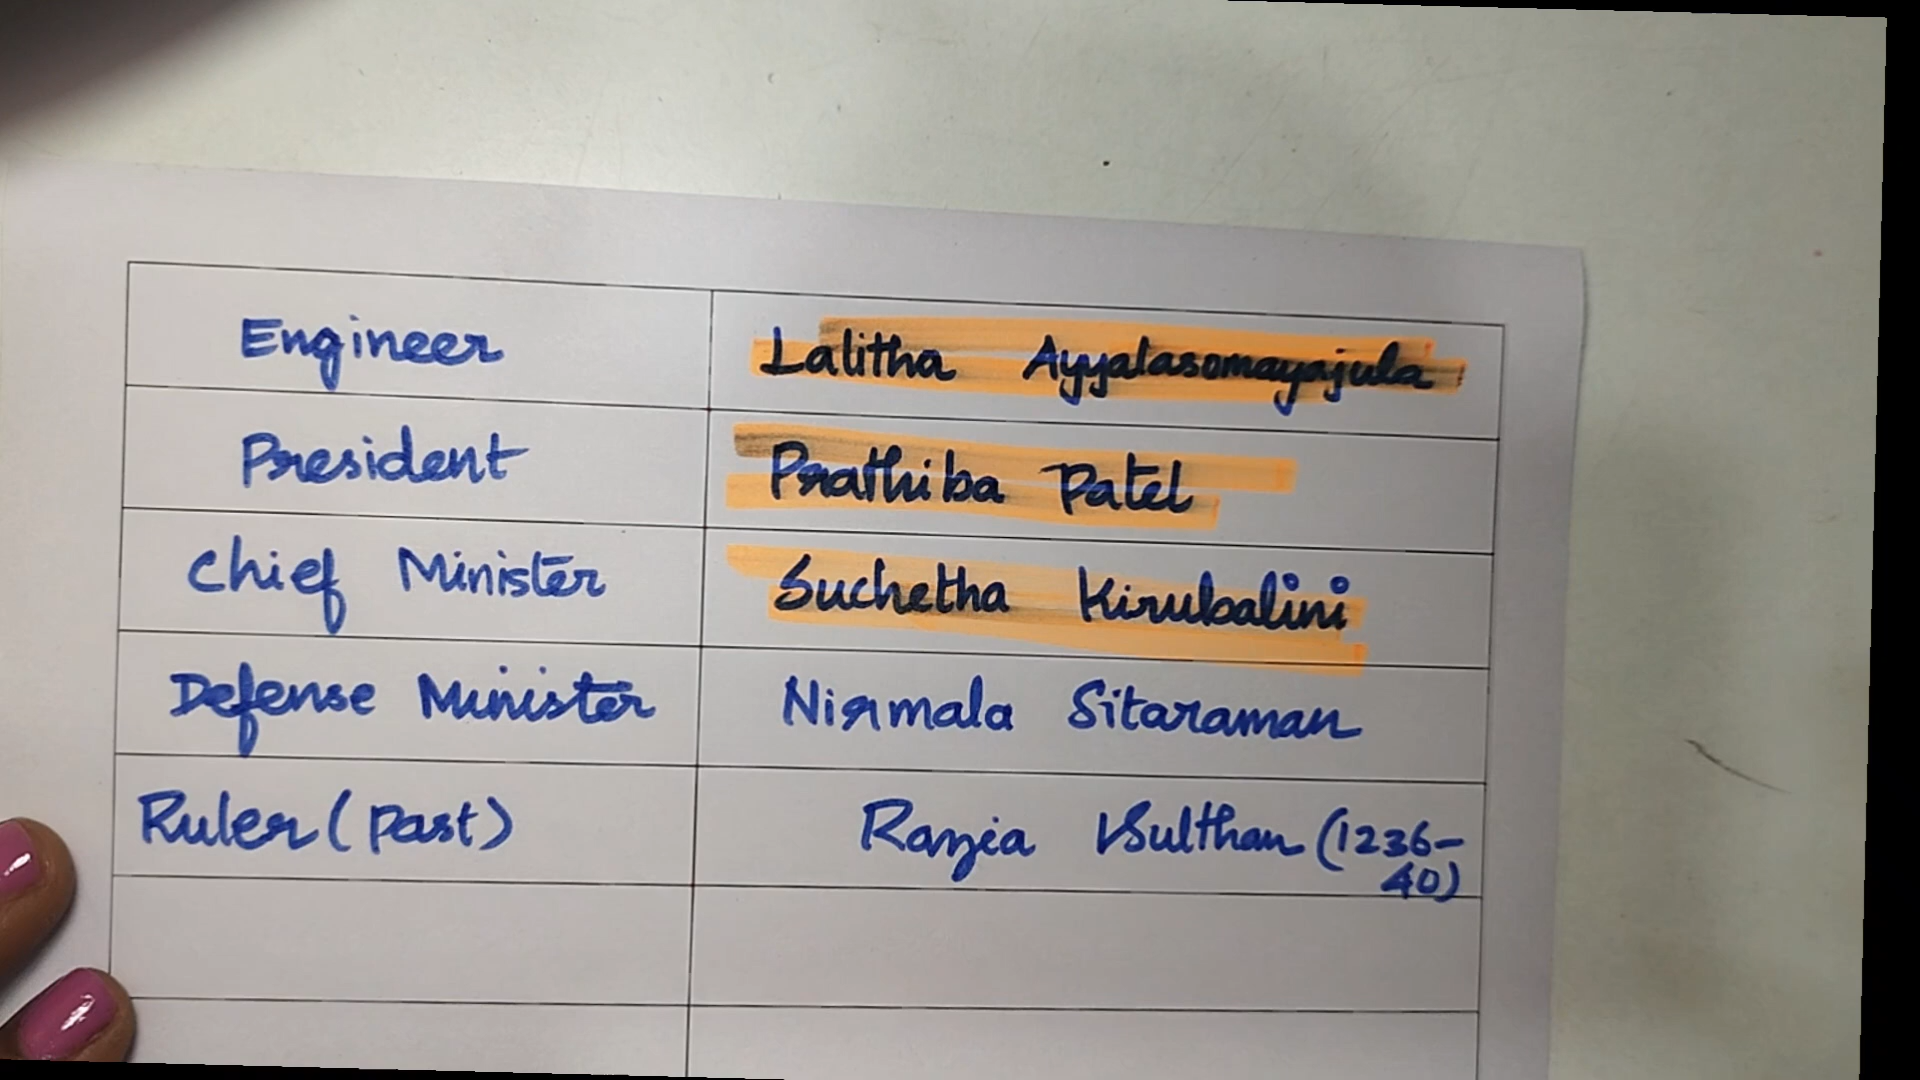 Engineer Lalitha Ayyalasomayajula
President Prathiba Patel
Chief Minister Suchetha Kirubalini
Defense Minister Nirmala Sitaraman
Ruler (Past) Razia Sulthan (1236-
40)